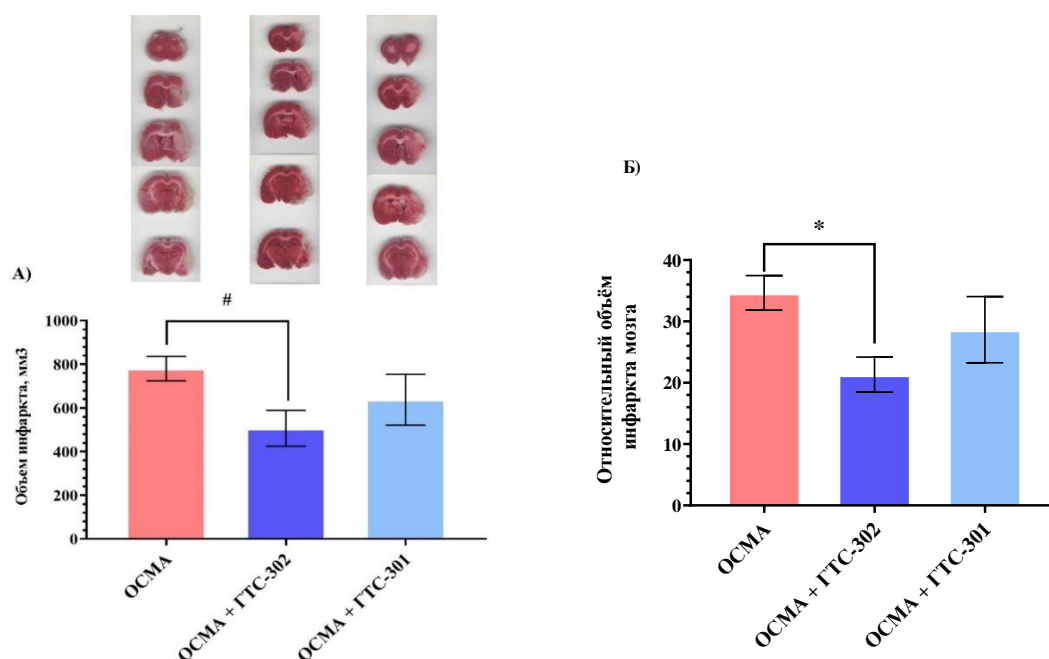 А)
#
Объем инфаркта, мм3
1000
800
600
400
200
0
ОСМА
ОСМА + ГТС-302
ОСМА + ГТС-301
Б)
*
Относительный объём
инфаркта мозга
40
30
20
10
0
ОСМА
ОСМА + ГТС-302
ОСМА + ГТС-301